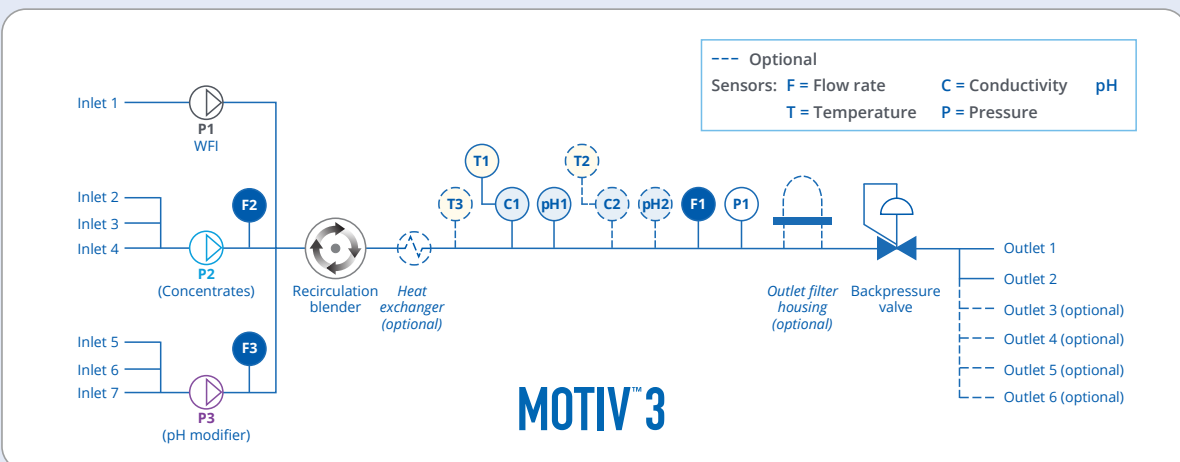 --- Optional
Sensors: F = Flow rate C = Conductivity pH
T = Temperature P = Pressure
Inlet 1
P1
WFI
Inlet 2
Inlet 3
Inlet 4
F2
P2
(Concentrates)
Inlet 5
Inlet 6
Inlet 7
F3
P3
(pH modifier)
Recirculation
blender
Heat
exchanger
(optional)
T1
T2
T3
C1
pH1
C2
pH2
F1
P1
Outlet filter
housing
(optional)
Backpressure
valve
Outlet 1
Outlet 2
Outlet 3 (optional)
Outlet 4 (optional)
Outlet 5 (optional)
Outlet 6 (optional)
MOTIV™3